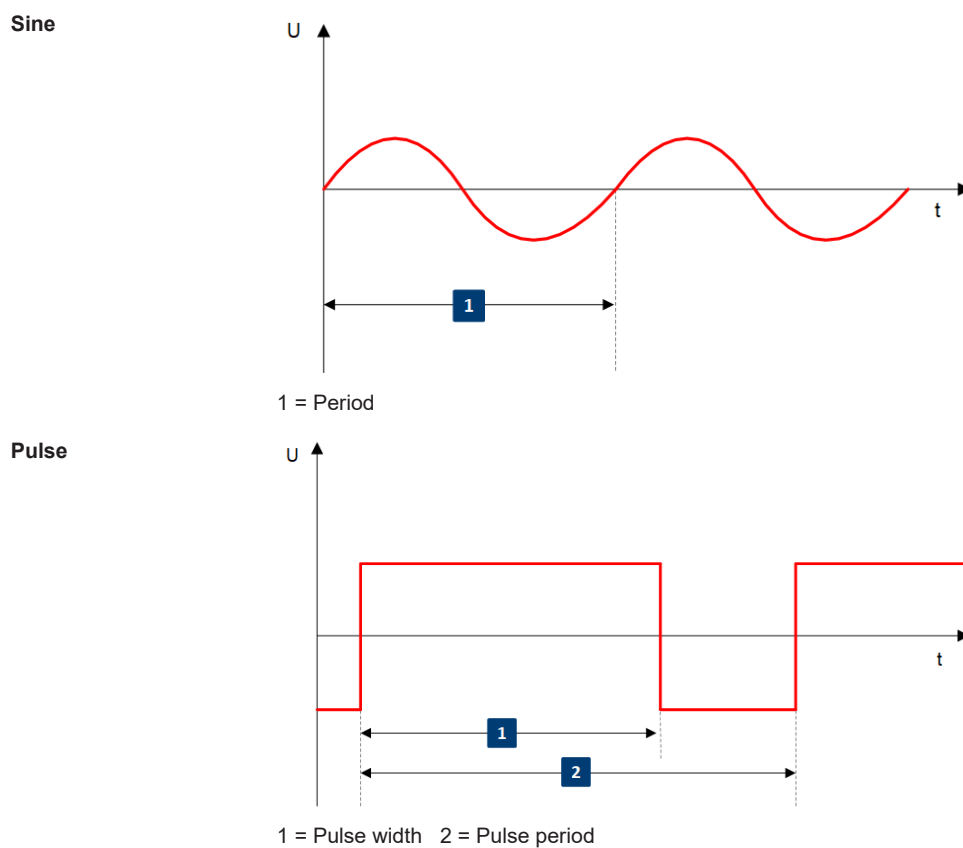 Sine
U
t
1
1 = Period
Pulse
U
t
1
2
1 = Pulse width 2 = Pulse period